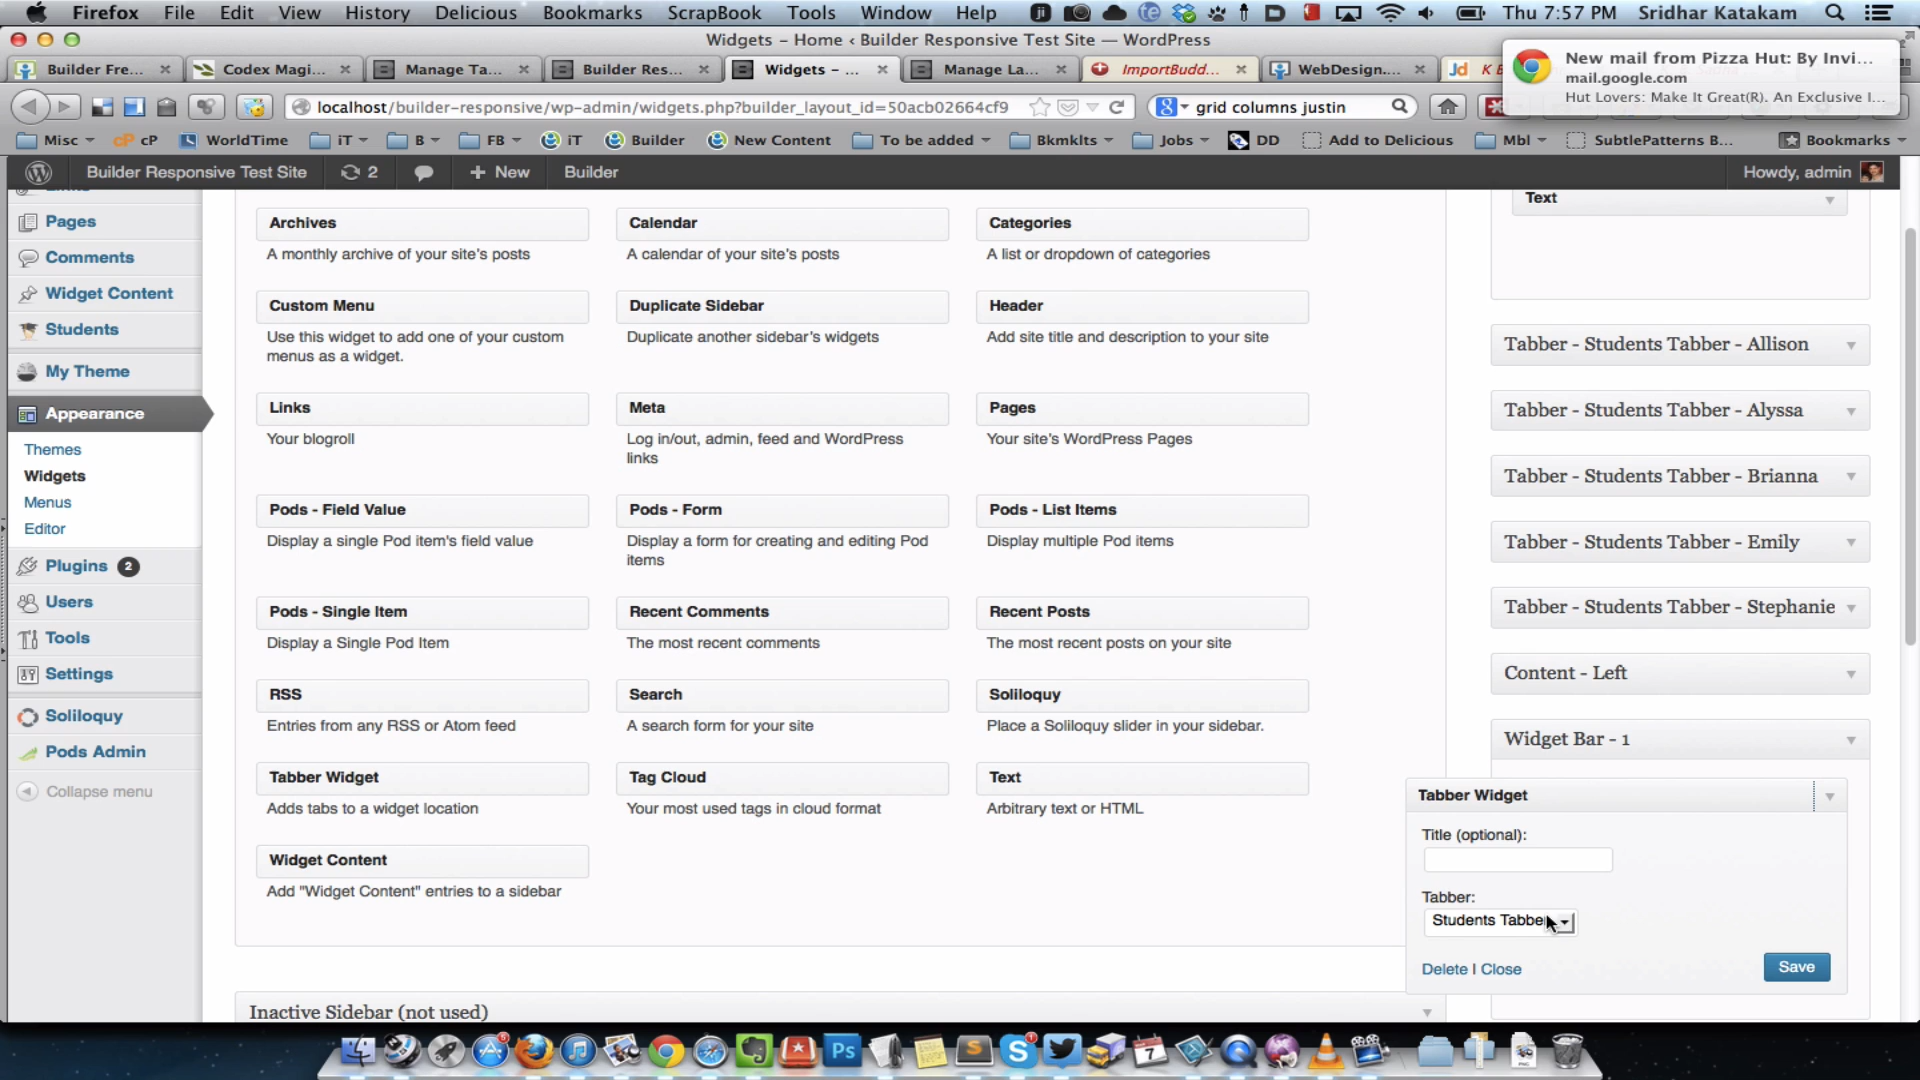 Firefox File Edit View History Delicious Bookmarks ScrapBook Tools Window Help Thu 7:57 PM Sridhar Katakam
Widgets – Home ‹ Builder Responsive Test Site — WordPress
Builder Fre... Codex Magi... Manage Ta... Builder Res... Widgets – ... Manage La... ImportBudd... WebDesign....
New mail from Pizza Hut: By Invi...
mail.google.com
Hut Lovers: Make It Great(R). An Exclusive I...
localhost/builder-responsive/wp-admin/widgets.php?builder_layout_id=50acb02664cf9 grid columns justin
Misc cP WorldTime iT B FB iT Builder New Content To be added Bkmklts Jobs DD Add to Delicious Mbl SubtlePatterns B... Bookmarks
Builder Responsive Test Site 2 New Builder Howdy, admin
Pages
Comments
Widget Content
Students
My Theme
Appearance
Themes
Widgets
Menus
Editor
Plugins 2
Users
Tools
Settings
Soliloquy
Pods Admin
Collapse menu
Archives
A monthly archive of your site's posts
Calendar
A calendar of your site's posts
Categories
A list or dropdown of categories
Custom Menu
Use this widget to add one of your custom
menus as a widget.
Duplicate Sidebar
Duplicate another sidebar's widgets
Header
Add site title and description to your site
Links
Your blogroll
Meta
Log in/out, admin, feed and WordPress
links
Pages
Your site's WordPress Pages
Pods - Field Value
Display a single Pod item's field value
Pods - Form
Display a form for creating and editing Pod
items
Pods - List Items
Display multiple Pod items
Pods - Single Item
Display a Single Pod Item
Recent Comments
The most recent comments
Recent Posts
The most recent posts on your site
RSS
Entries from any RSS or Atom feed
Search
A search form for your site
Soliloquy
Place a Soliloquy slider in your sidebar.
Tabber Widget
Adds tabs to a widget location
Tag Cloud
Your most used tags in cloud format
Text
Arbitrary text or HTML
Widget Content
Add "Widget Content" entries to a sidebar
Inactive Sidebar (not used)
Text
Tabber - Students Tabber - Allison
Tabber - Students Tabber - Alyssa
Tabber - Students Tabber - Brianna
Tabber - Students Tabber - Emily
Tabber - Students Tabber - Stephanie
Content - Left
Widget Bar - 1
Tabber Widget
Title (optional):
Tabber:
Students Tabber
Delete | Close
Save
Ps
7